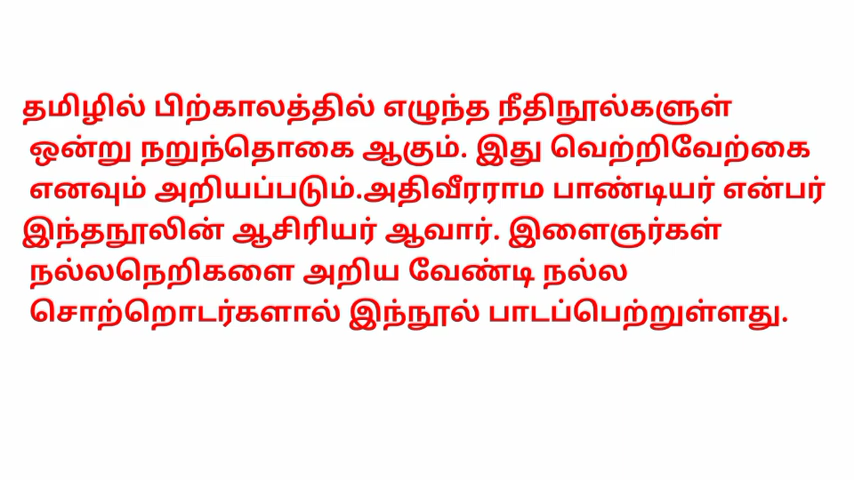 தமிழில் பிற்காலத்தில் எழுந்த நீதிநூல்களுள்
ஒன்று நறுந்தொகை ஆகும். இது வெற்றிவேற்கை
எனவும் அறியப்படும்.அதிவீரராம பாண்டியர் என்பர்
இந்தநூலின் ஆசிரியர் ஆவார். இளைஞர்கள்
நல்லநெறிகளை அறிய வேண்டி நல்ல
சொற்றொடர்களால் இந்நூல் பாடப்பெற்றுள்ளது.